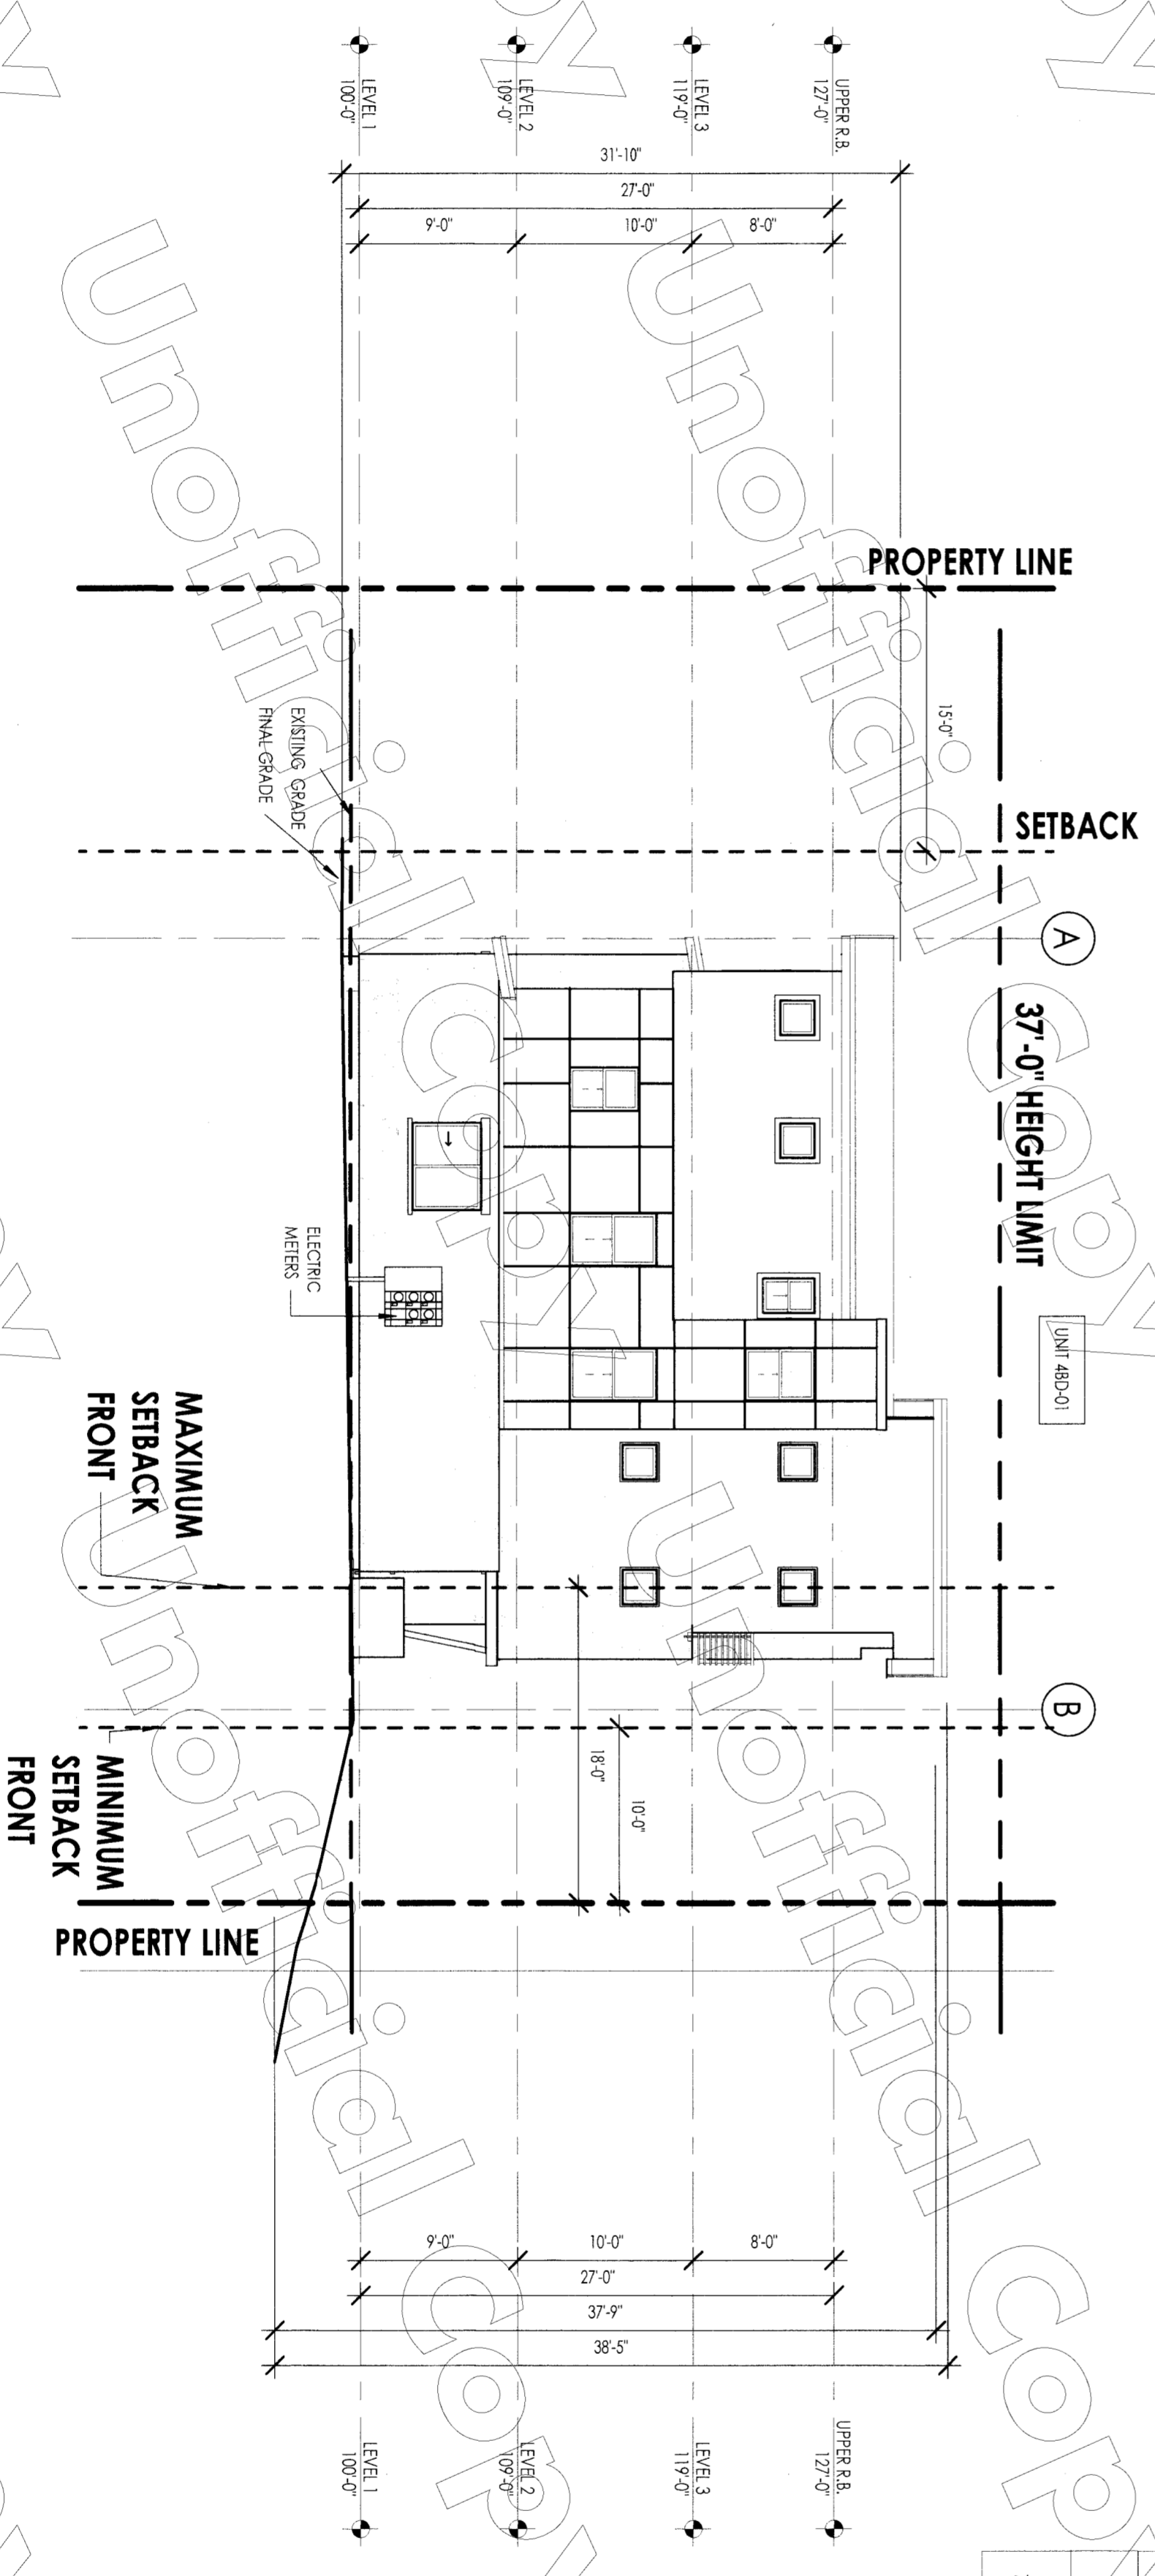 LEVEL 1
100'-0"
LEVEL 2
109'-0"
LEVEL 3
119'-0"
UPPER R.B.
127'-0"
31'-10"
27'-0"
9'-0"
10'-0"
8'-0"
PROPERTY LINE
15'-0"
SETBACK
EXISTING GRADE
FINAL GRADE
A
37'-0" HEIGHT LIMIT
ELECTRIC
METERS
UNIT 4BD-01
MAXIMUM
SETBACK
FRONT
B
MINIMUM
SETBACK
FRONT
18'-0"
10'-0"
PROPERTY LINE
9'-0"
10'-0"
8'-0"
27'-0"
37'-9"
38'-5"
LEVEL 1
100'-0"
LEVEL 2
109'-0"
LEVEL 3
119'-0"
UPPER R.B.
127'-0"
Unofficial Copy
Unofficial Copy
Unofficial Copy
Unofficial Copy